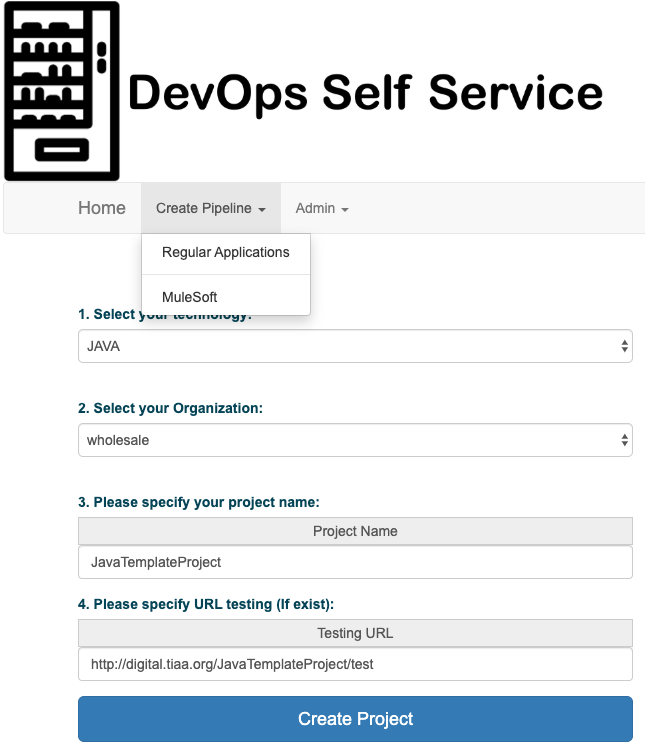 DevOps Self Service
Home Create Pipeline Admin
Regular Applications
MuleSoft
1. Select your technology:
JAVA
2. Select your Organization:
wholesale
3. Please specify your project name:
Project Name
JavaTemplateProject
4. Please specify URL testing (If exist):
Testing URL
http://digital.tiaa.org/JavaTemplateProject/test
Create Project